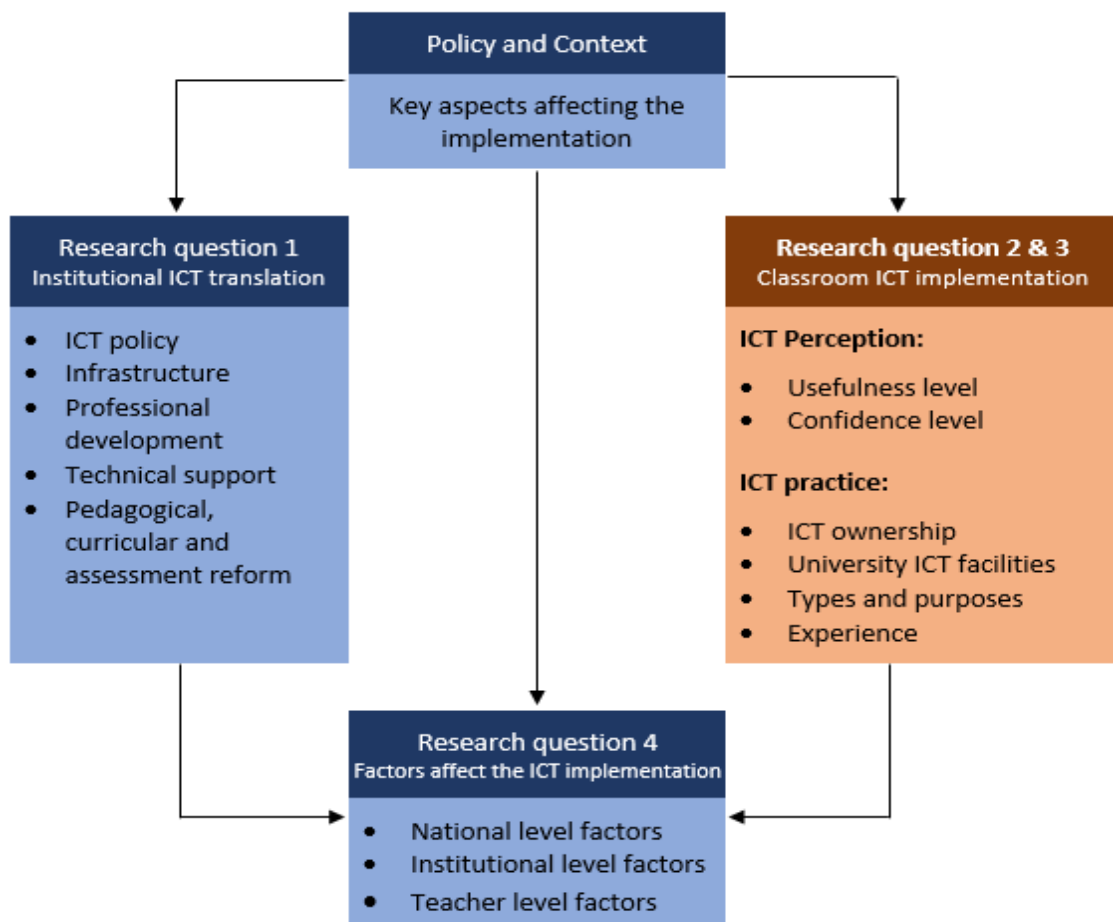 Policy and Context
Key aspects affecting the
implementation
Research question 1
Institutional ICT translation
• ICT policy
• Infrastructure
• Professional
development
• Technical support
• Pedagogical,
curricular and
assessment reform
Research question 2 & 3
Classroom ICT implementation
ICT Perception:
• Usefulness level
• Confidence level
ICT practice:
• ICT ownership
• University ICT facilities
• Types and purposes
• Experience
Research question 4
Factors affect the ICT implementation
• National level factors
• Institutional level factors
• Teacher level factors